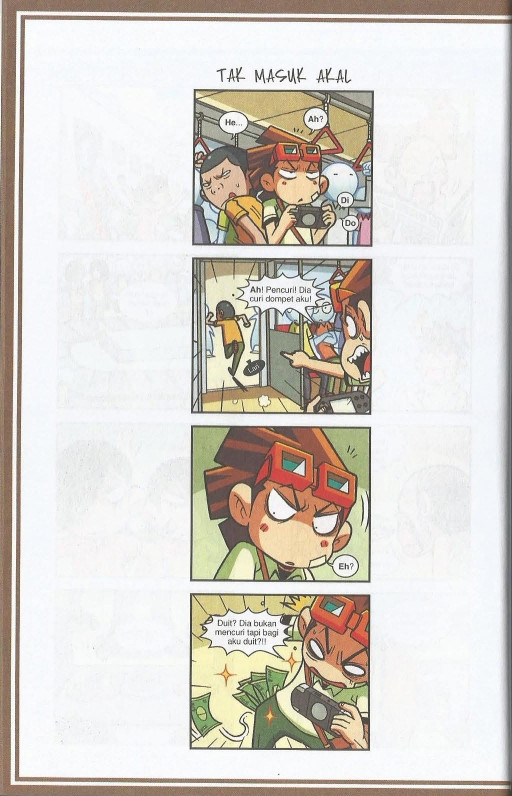 TAK MASUK AKAL
He...
Ah?
Di
Do
Ah! Pencuri! Dia
curi dompet aku!
Lari
Eh?
Duit? Dia bukan
mencuri tapi bagi
aku duit?!!